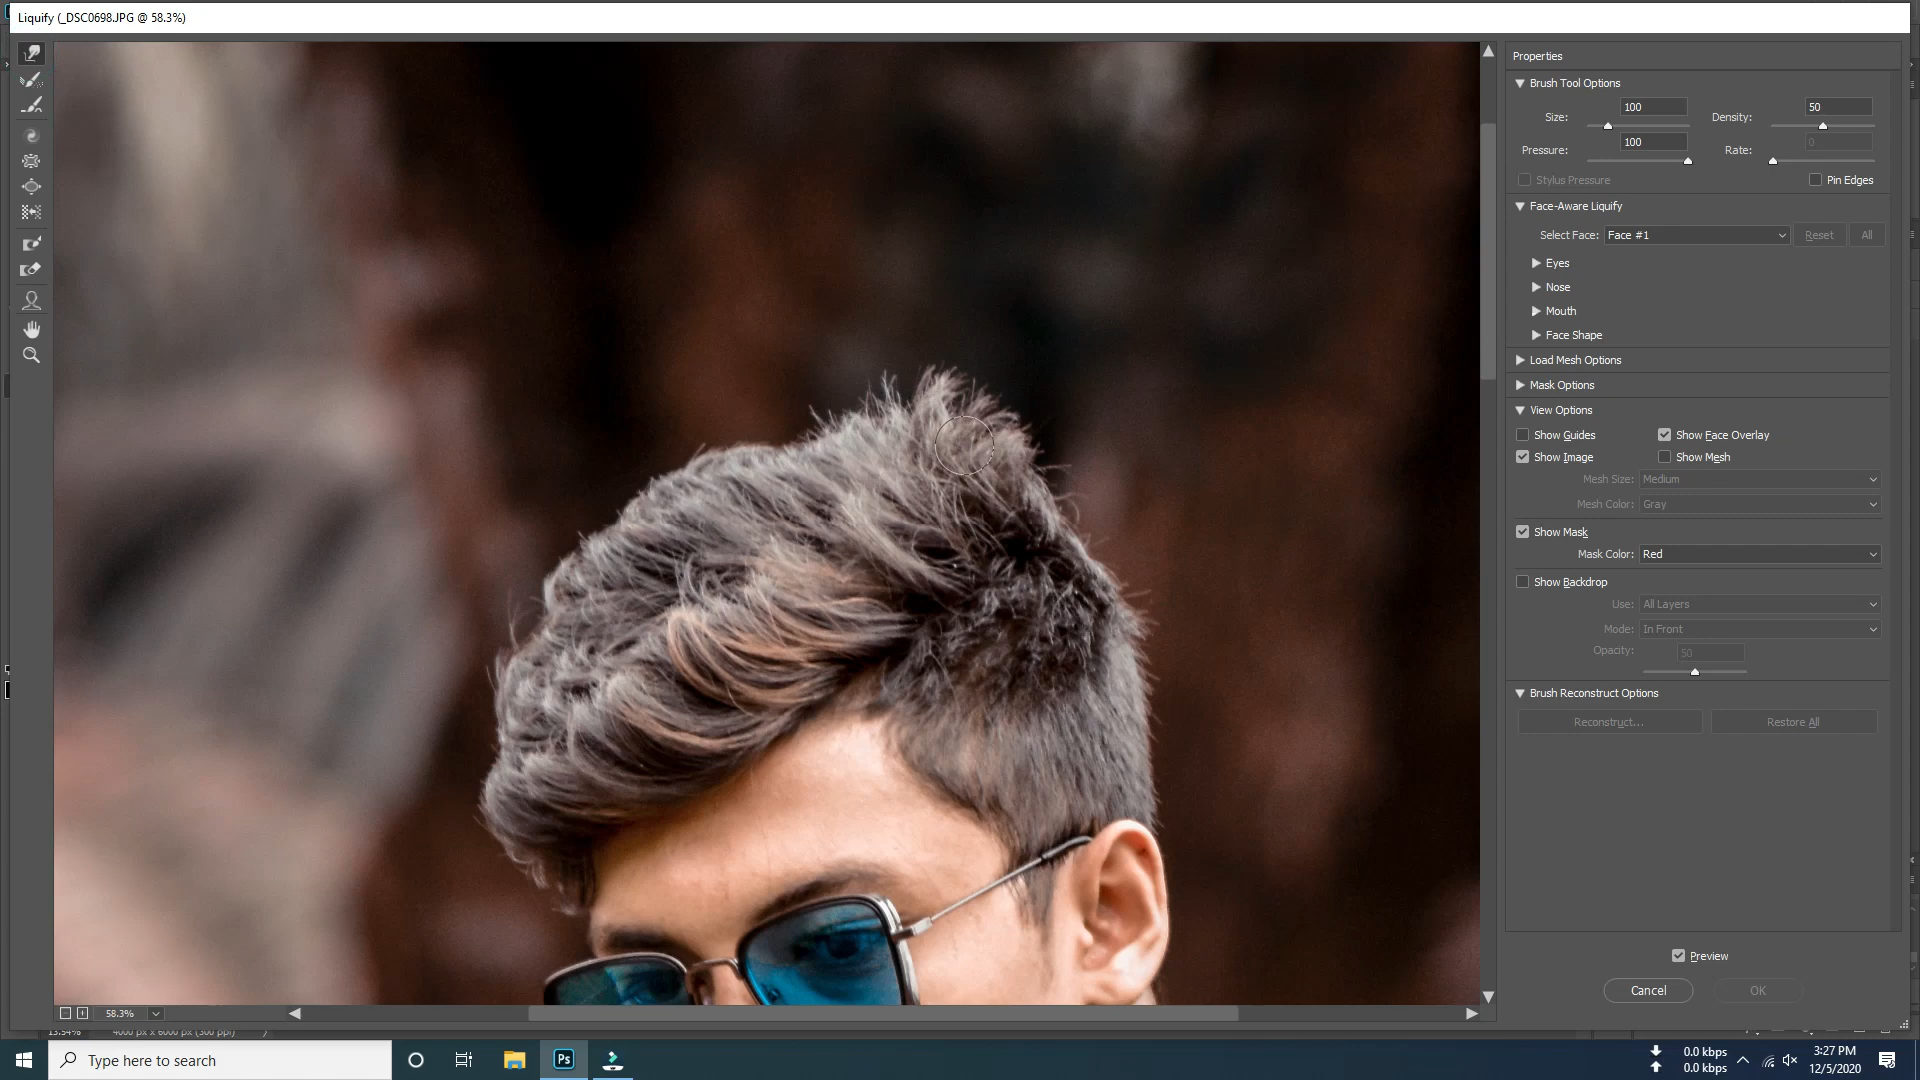 Liquify (_DSC0698.JPG @ 58.3%)
Properties
Brush Tool Options
Size: 100 Density: 50
Pressure: 100 Rate: 0
Stylus Pressure Pin Edges
Face-Aware Liquify
Select Face: Face #1 Reset All
Eyes
Nose
Mouth
Face Shape
Load Mesh Options
Mask Options
View Options
Show Guides Show Face Overlay
Show Image Show Mesh
Mesh Size: Medium
Mesh Color: Gray
Show Mask
Mask Color: Red
Show Backdrop
Use: All Layers
Mode: In Front
Opacity: 50
Brush Reconstruct Options
Reconstruct... Restore All
Preview
Cancel OK
58.3%
13.54% 4000 px x 6000 px (300 ppi)
Type here to search
Ps
0.0 kbps
0.0 kbps
3:27 PM
12/5/2020